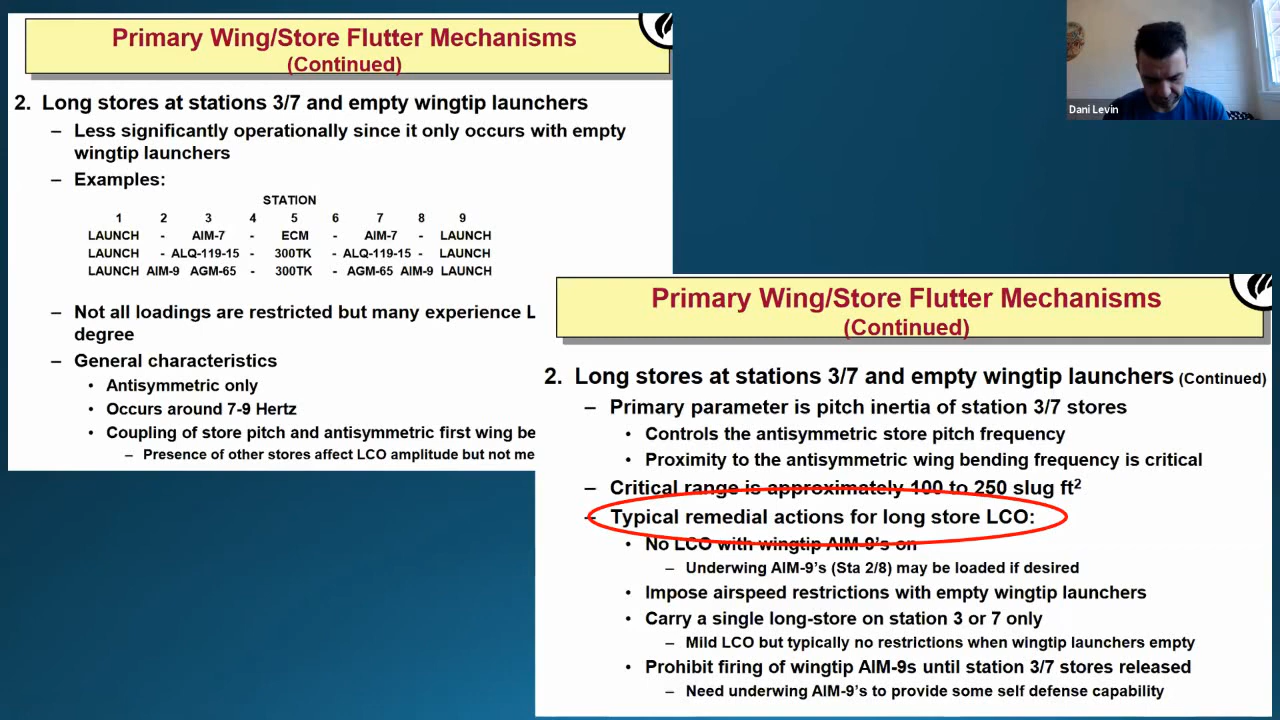 Primary Wing/Store Flutter Mechanisms
(Continued)
2. Long stores at stations 3/7 and empty wingtip launchers
– Less significantly operationally since it only occurs with empty
wingtip launchers
– Examples:
STATION
1 2 3 4 5 6 7 8 9
LAUNCH - AIM-7 - ECM - AIM-7 - LAUNCH
LAUNCH - ALQ-119-15 - 300TK - ALQ-119-15 - LAUNCH
LAUNCH AIM-9 AGM-65 - 300TK - AGM-65 AIM-9 LAUNCH
– Not all loadings are restricted but many experience L
degree
– General characteristics
• Antisymmetric only
• Occurs around 7-9 Hertz
• Coupling of store pitch and antisymmetric first wing be
– Presence of other stores affect LCO amplitude but not me
Dani Levin
Primary Wing/Store Flutter Mechanisms
(Continued)
2. Long stores at stations 3/7 and empty wingtip launchers (Continued)
– Primary parameter is pitch inertia of station 3/7 stores
• Controls the antisymmetric store pitch frequency
• Proximity to the antisymmetric wing bending frequency is critical
– Critical range is approximately 100 to 250 slug ft²
– Typical remedial actions for long store LCO:
• No LCO with wingtip AIM-9's on
– Underwing AIM-9's (Sta 2/8) may be loaded if desired
• Impose airspeed restrictions with empty wingtip launchers
• Carry a single long-store on station 3 or 7 only
– Mild LCO but typically no restrictions when wingtip launchers empty
• Prohibit firing of wingtip AIM-9s until station 3/7 stores released
– Need underwing AIM-9's to provide some self defense capability